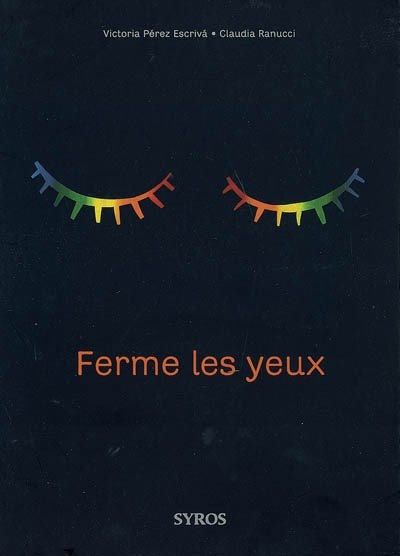 Victoria Pérez Escrivá • Claudia Ranucci
Ferme les yeux
SYROS